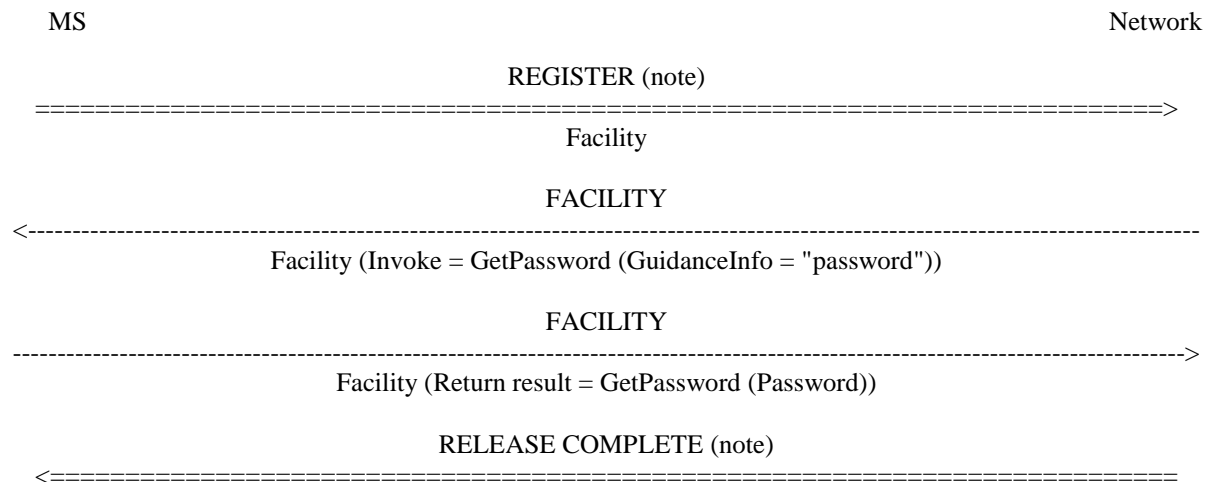 MS Network
REGISTER (note)
===========================================================================>
Facility
FACILITY
<------------------------------------------------------------------------------------------------------------------------------------
Facility (Invoke = GetPassword (GuidanceInfo = "password"))
FACILITY
------------------------------------------------------------------------------------------------------------------------------------>
Facility (Return result = GetPassword (Password))
RELEASE COMPLETE (note)
<===========================================================================